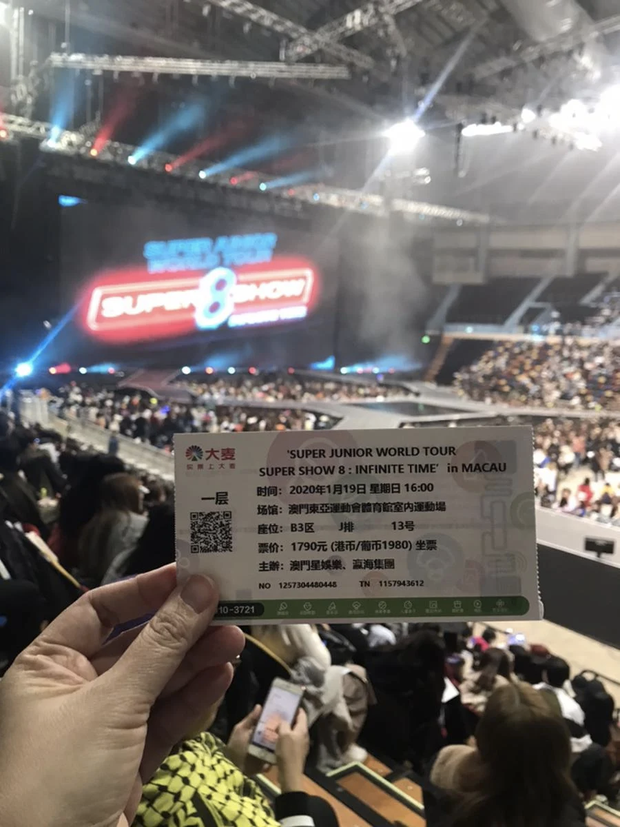 SUPER JUNIOR
WORLD TOUR
SUPER 8 SHOW
INFINITE TIME
大麦
'SUPER JUNIOR WORLD TOUR
SUPER SHOW 8 : INFINITE TIME' in MACAU
一层
时间: 2020年1月19日 星期日 16:00
场馆: 澳門東亞運動會體育館室内運動場
座位: B3区 J排 13号
票价: 1790元 (港币/葡币1980) 坐票
主辦: 澳門星娛樂、瀛海集團
NO 1257304480448 TN 1157943612
10-3721